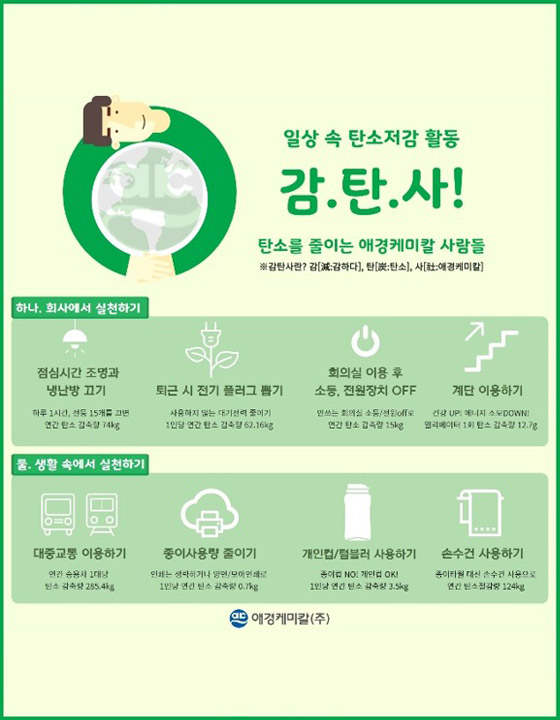 일상 속 탄소저감 활동
감.탄.사!
탄소를 줄이는 애경케미칼 사람들
※감탄사란? 감[減:감하다], 탄[炭:탄소], 사[社:애경케미칼]
하나. 회사에서 실천하기
점심시간 조명과
냉난방 끄기
하루 1시간, 전등 15개를 끄면
연간 탄소 감축량 74kg
퇴근 시 전기 플러그 뽑기
사용하지 않는 대기전력 줄이기
1인당 연간 탄소 감축량 62.16kg
회의실 이용 후
소등, 전원장치 OFF
안쓰는 회의실 소등/전원off로
연간 탄소 감축량 15kg
계단 이용하기
건강 UP! 에너지 소모DOWN!
엘리베이터 1회 탄소 감축량 12.7g
둘. 생활 속에서 실천하기
대중교통 이용하기
연간 승용차 1대당
탄소 감축량 285.4kg
종이사용량 줄이기
인쇄는 생략하거나 양면/모아인쇄로
1인당 연간 탄소 감축량 0.7kg
개인컵/텀블러 사용하기
종이컵 NO! 개인컵 OK!
1인당 연간 탄소 감축량 3.5kg
손수건 사용하기
종이타월 대신 손수건 사용으로
연간 탄소절감량 124kg
애경케미칼(주)